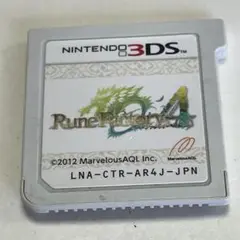 NINTENDO 3DS
Rune Factory 4
©2012 MarvelousAQL Inc.
LNA-CTR-AR4J-JPN